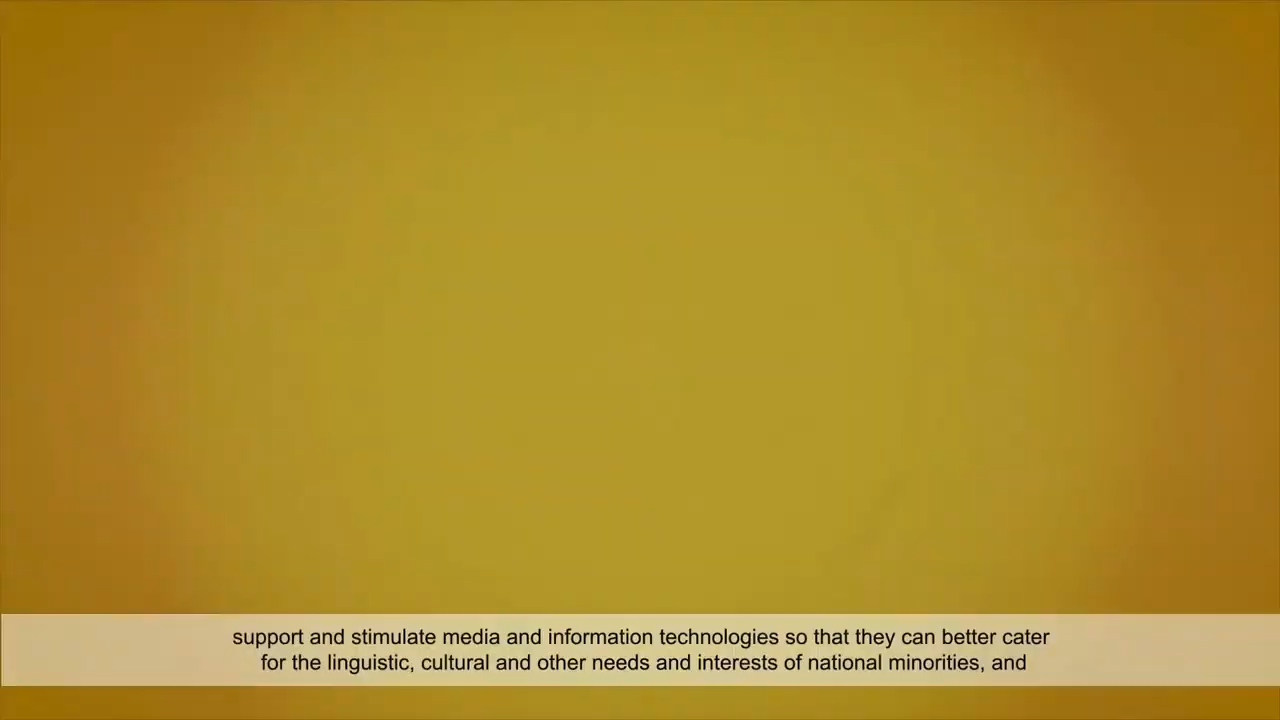 support and stimulate media and information technologies so that they can better cater
for the linguistic, cultural and other needs and interests of national minorities, and